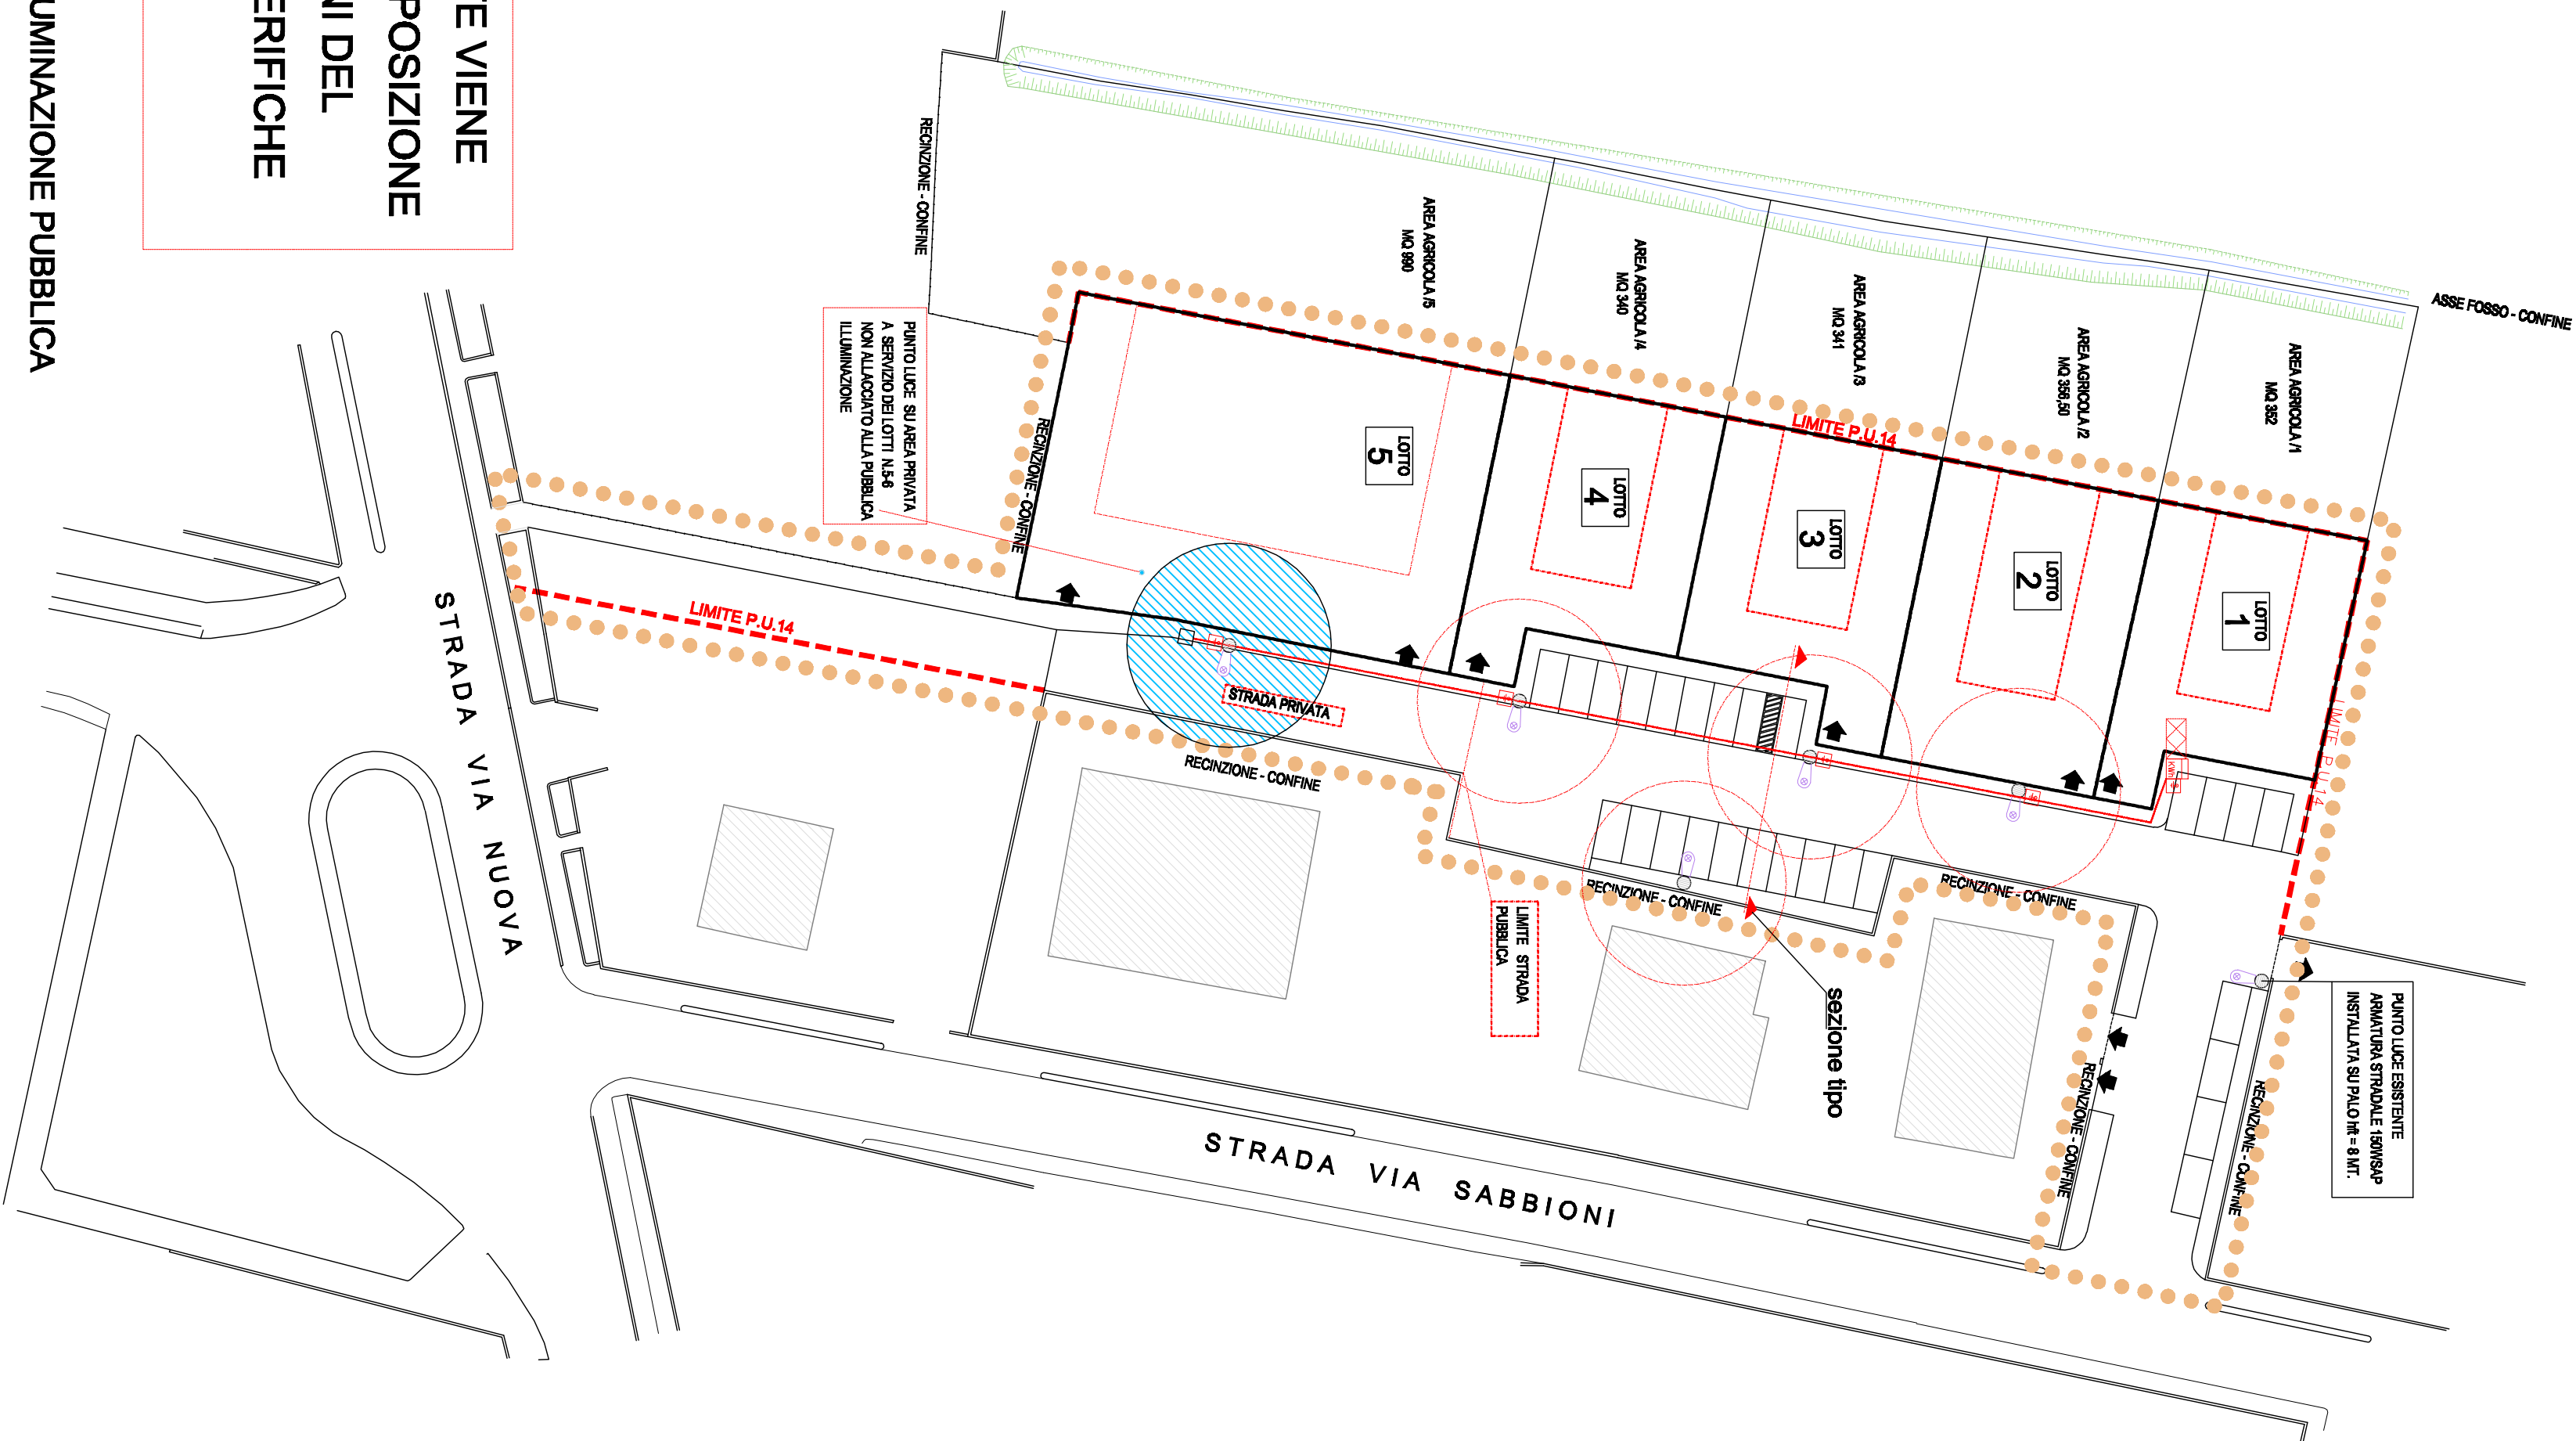 TE VIENE
POSIZIONE
NI DEL
ERIFICHE
UMINAZIONE PUBBLICA
RECINZIONE - CONFINE
ASSE FOSSO - CONFINE
AREA AGRICOLA /5
MQ 890
AREA AGRICOLA /4
MQ 340
AREA AGRICOLA /3
MQ 341
AREA AGRICOLA /2
MQ 356,50
AREA AGRICOLA /1
MQ 352
LIMITE P.U.14
LOTTO
5
LOTTO
4
LOTTO
3
LOTTO
2
LOTTO
1
PUNTO LUCE SU AREA PRIVATA
A SERVIZIO DEI LOTTI N.5-6
NON ALLACCIATO ALLA PUBBLICA
ILLUMINAZIONE
RECINZIONE - CONFINE
LIMITE P.U.14
LIMITE P.U.14
STRADA PRIVATA
KWh
RECINZIONE - CONFINE
RECINZIONE - CONFINE
RECINZIONE - CONFINE
LIMITE STRADA
PUBBLICA
sezione tipo
PUNTO LUCE ESISTENTE
ARMATURA STRADALE 150WSAP
INSTALLATA SU PALO hft = 8 MT.
RECINZIONE - CONFINE
RECINZIONE - CONFINE
STRADA VIA NUOVA
STRADA VIA SABBIONI